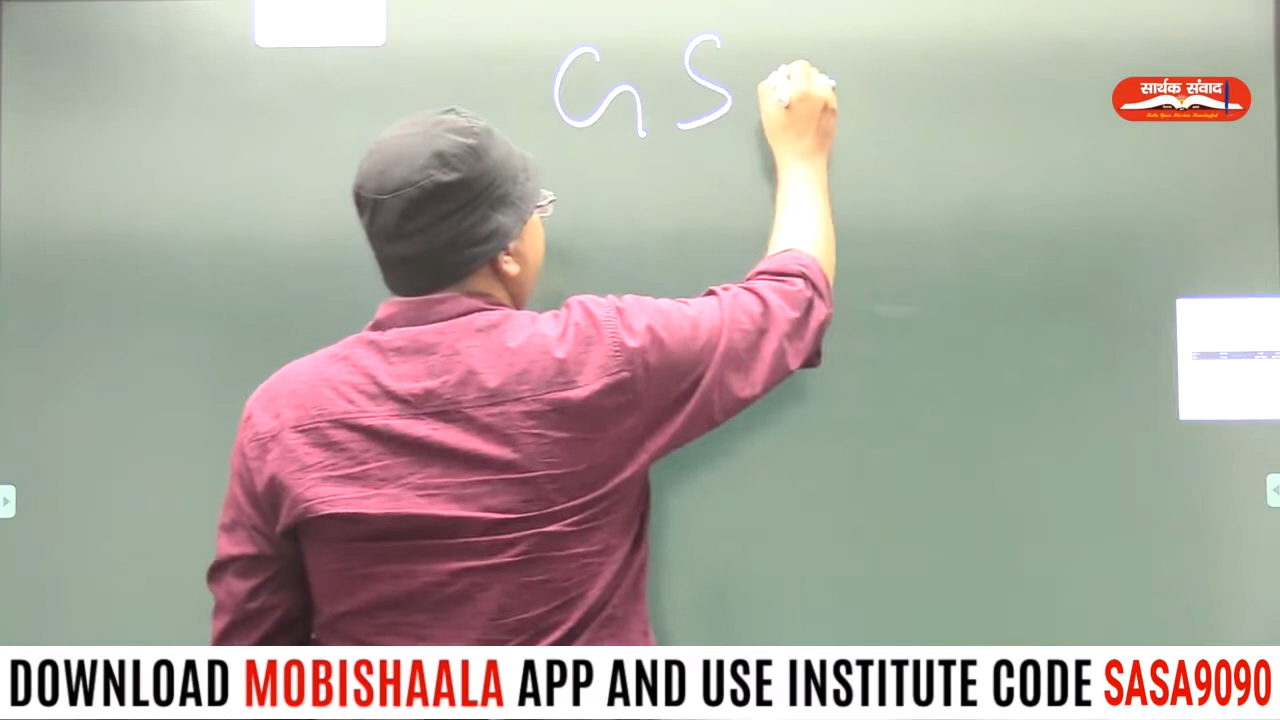 GS
सार्थक संवाद
DOWNLOAD MOBISHAALA APP AND USE INSTITUTE CODE SASA9090